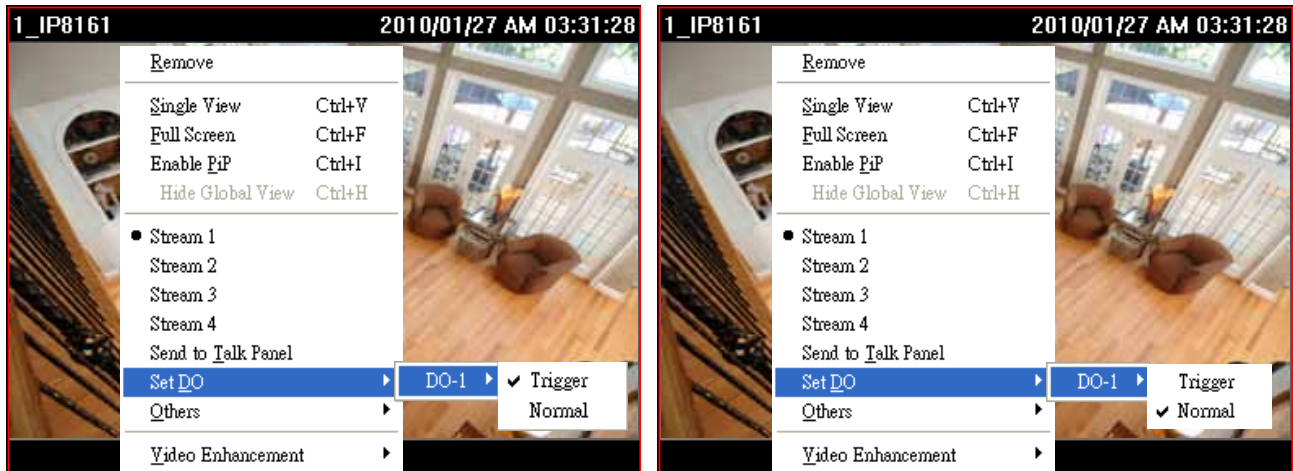 1_IP8161 2010/01/27 AM 03:31:28
Remove
Single View Ctrl+V
Full Screen Ctrl+F
Enable PiP Ctrl+I
Hide Global View Ctrl+H
Stream 1
Stream 2
Stream 3
Stream 4
Send to Talk Panel
Set DO DO-1 Trigger
Others Normal
Video Enhancement
1_IP8161 2010/01/27 AM 03:31:28
Remove
Single View Ctrl+V
Full Screen Ctrl+F
Enable PiP Ctrl+I
Hide Global View Ctrl+H
Stream 1
Stream 2
Stream 3
Stream 4
Send to Talk Panel
Set DO DO-1 Trigger
Others Normal
Video Enhancement